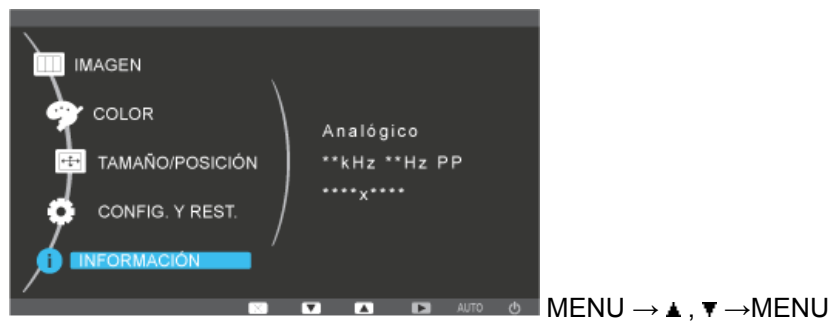 IMAGEN
COLOR
TAMAÑO/POSICIÓN
CONFIG. Y REST.
INFORMACIÓN
Analógico
**kHz **Hz PP
****x****
AUTO
MENU → ▲ , ▼ →MENU